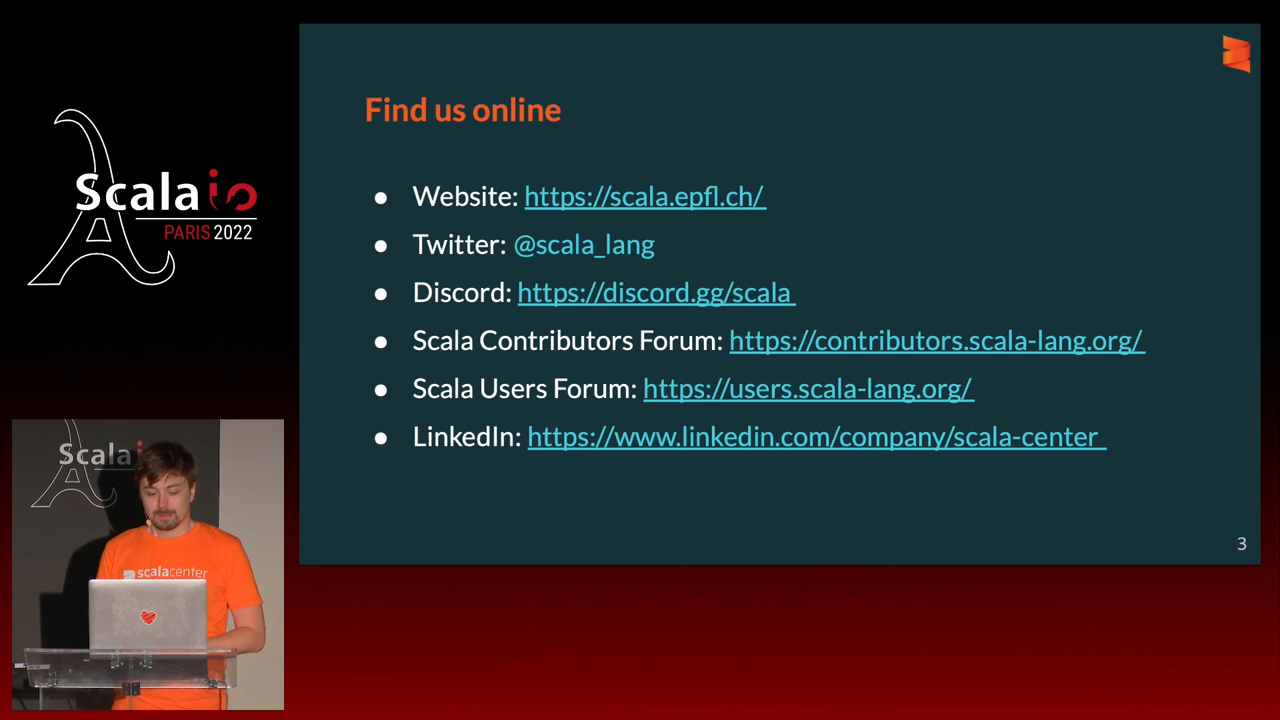 Scala io
PARIS 2022
Find us online
● Website: https://scala.epfl.ch/
● Twitter: @scala_lang
● Discord: https://discord.gg/scala
● Scala Contributors Forum: https://contributors.scala-lang.org/
● Scala Users Forum: https://users.scala-lang.org/
● LinkedIn: https://www.linkedin.com/company/scala-center
3
Scala i
scalacenter